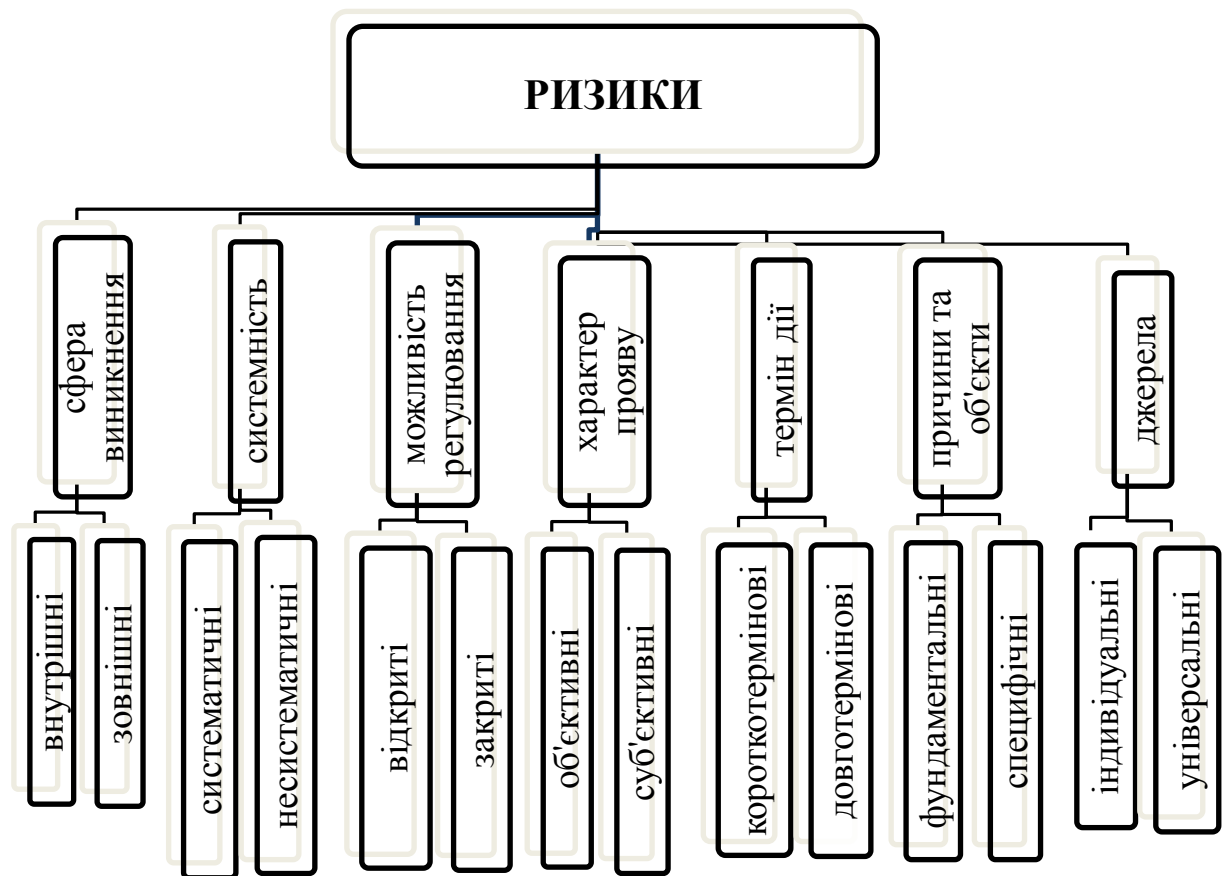 РИЗИКИ
сфера
виникнення
системність
можливість
регулювання
характер
прояву
термін дії
причини та
об'єкти
джерела
внутрішні
зовнішні
систематичні
несистематичні
відкриті
закриті
об'єктивні
суб'єктивні
короткотермінові
довготермінові
фундаментальні
специфічні
індивідуальні
універсальні